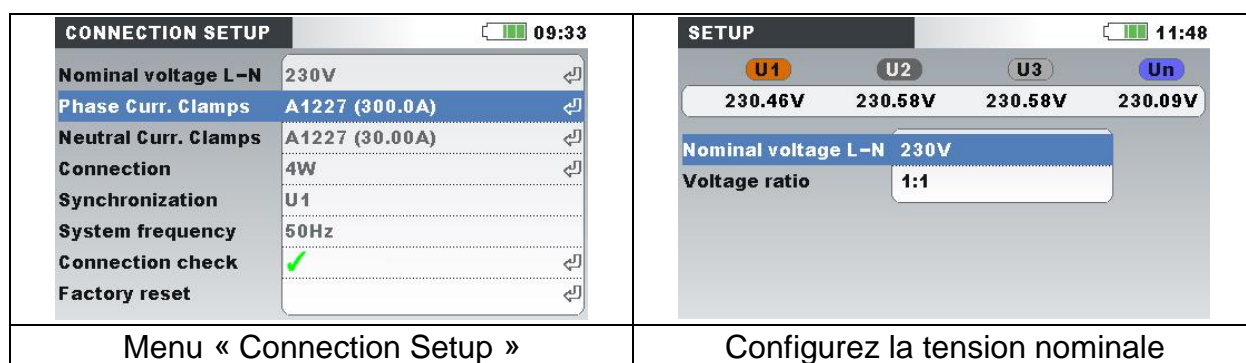 CONNECTION SETUP 09:33
Nominal voltage L-N 230V
Phase Curr. Clamps A1227 (300.0A)
Neutral Curr. Clamps A1227 (30.00A)
Connection 4W
Synchronization U1
System frequency 50Hz
Connection check ✓
Factory reset
Menu « Connection Setup »
SETUP 11:48
U1 U2 U3 Un
230.46V 230.58V 230.58V 230.09V
Nominal voltage L-N 230V
Voltage ratio 1:1
Configurez la tension nominale